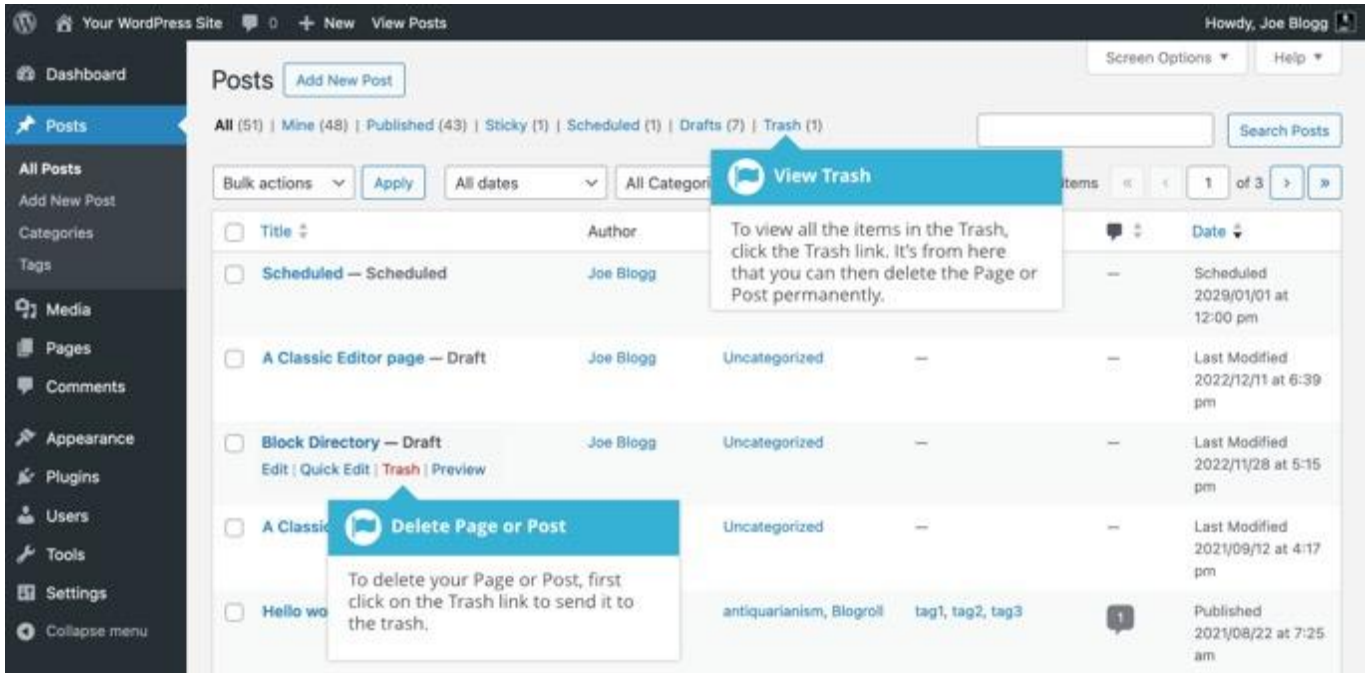 Your WordPress Site 0 + New View Posts Howdy, Joe Blogg
Screen Options Help
Dashboard
Posts
All Posts
Add New Post
Categories
Tags
Media
Pages
Comments
Appearance
Plugins
Users
Tools
Settings
Collapse menu
Posts Add New Post
All (51) | Mine (48) | Published (43) | Sticky (1) | Scheduled (1) | Drafts (7) | Trash (1)
Search Posts
Bulk actions Apply All dates All Categori
items « ‹ 1 of 3 › »
View Trash
To view all the items in the Trash,
click the Trash link. It's from here
that you can then delete the Page or
Post permanently.
Title Author Date
Scheduled — Scheduled Joe Blogg — Scheduled
2029/01/01 at
12:00 pm
A Classic Editor page — Draft Joe Blogg Uncategorized — — Last Modified
2022/12/11 at 6:39
pm
Block Directory — Draft Joe Blogg Uncategorized — — Last Modified
Edit | Quick Edit | Trash | Preview 2022/11/28 at 5:15
pm
Delete Page or Post
To delete your Page or Post, first
click on the Trash link to send it to
the trash.
A Classic Uncategorized — — Last Modified
2021/09/12 at 4:17
pm
Hello wo antiquarianism, Blogroll tag1, tag2, tag3 1 Published
2021/08/22 at 7:25
am